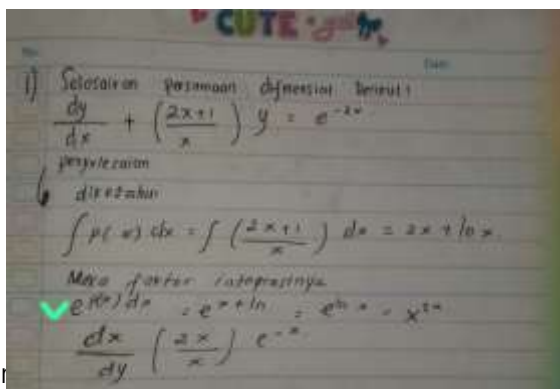 CUTE
1) Selesaikan persamaan diferensial berikut :
dy/dx + (2x+1/x) y = e^-2x
penyelesaian
diketahui
∫ p(x) dx = ∫ (2x+1/x) dx = 2x + ln x.
Maka faktor integrasinya
e^p(x) dx = e^x+ln = e^ln x = x^2x
dx/dy (2x/x) e^-x